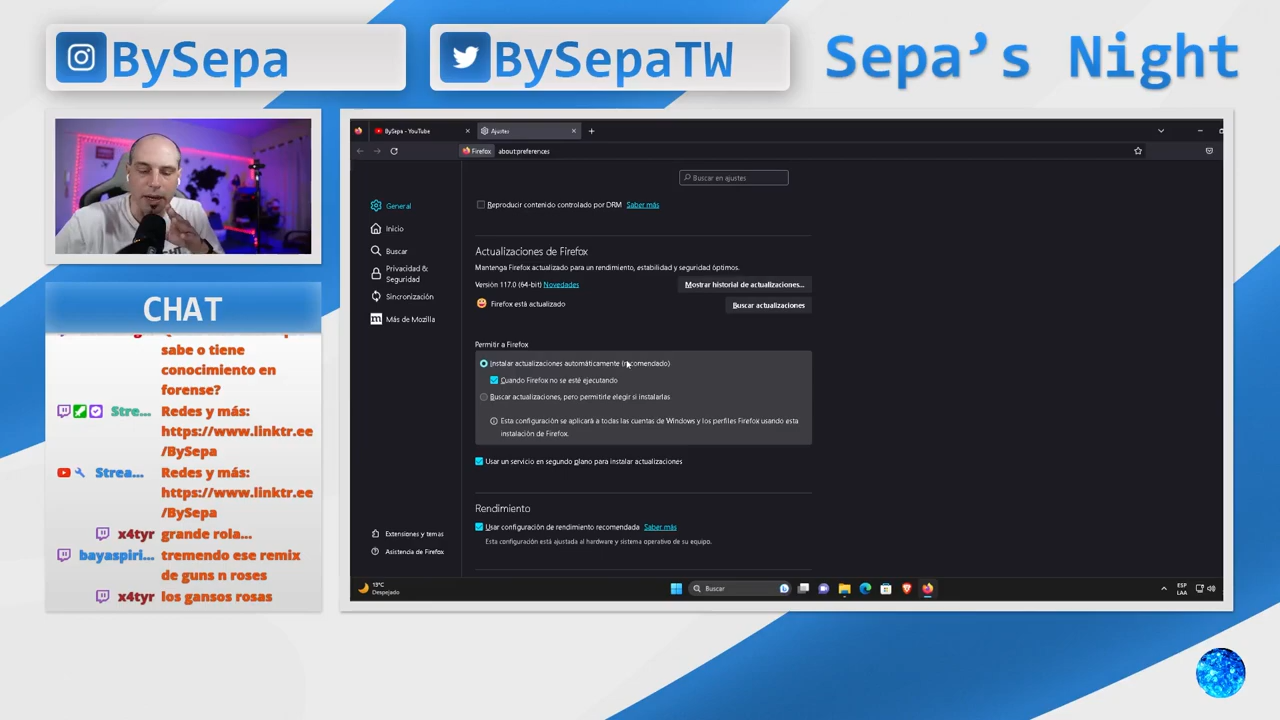 BySepa
BySepaTW
Sepa’s Night
CHAT
sabe o tiene
conocimiento en
forense?
Stre... Redes y más:
https://www.linktr.ee
/BySepa
Strea... Redes y más:
https://www.linktr.ee
/BySepa
x4tyr grande rola...
bayaspiri... tremendo ese remix
de guns n roses
x4tyr los gansos rosas
BySepa - YouTube
Ajustes
Firefox about:preferences
Buscar en ajustes
General
Inicio
Buscar
Privacidad &
Seguridad
Sincronización
Más de Mozilla
Extensiones y temas
Asistencia de Firefox
Reproducir contenido controlado por DRM Saber más
Actualizaciones de Firefox
Mantenga Firefox actualizado para un rendimiento, estabilidad y seguridad óptimos.
Versión 117.0 (64-bit) Novedades
Mostrar historial de actualizaciones...
Firefox está actualizado
Buscar actualizaciones
Permitir a Firefox
Instalar actualizaciones automáticamente (recomendado)
Cuando Firefox no se esté ejecutando
Buscar actualizaciones, pero permitirle elegir si instalarlas
Esta configuración se aplicará a todas las cuentas de Windows y los perfiles Firefox usando esta
instalación de Firefox.
Usar un servicio en segundo plano para instalar actualizaciones
Rendimiento
Usar configuración de rendimiento recomendada Saber más
Esta configuración está ajustada al hardware y sistema operativo de su equipo.
13°C
Despejado
Buscar
ESP
LAA